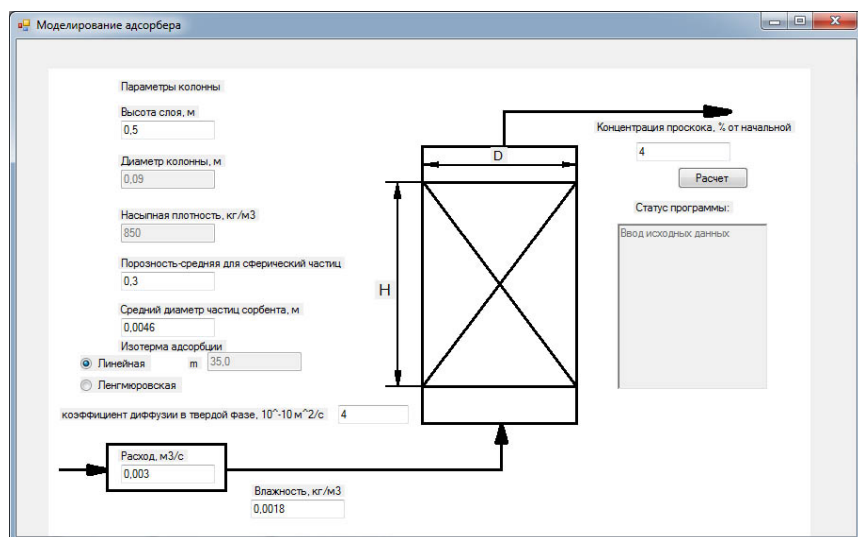 Моделирование адсорбера
Параметры колонны
Высота слоя, м
0,5
Диаметр колонны, м
0,09
Насыпная плотность, кг/м3
850
Порозность-средняя для сферический частиц
0,3
Средний диаметр частиц сорбента, м
0,0046
Изотерма адсорбции
Линейная m 35,0
Ленгмюровская
коэффициент диффузии в твердой фазе, 10^-10 м^2/с 4
Расход, м3/с
0,003
Влажность, кг/м3
0,0018
D
H
Концентрация проскока, % от начальной
4
Расчет
Статус программы:
Ввод исходных данных